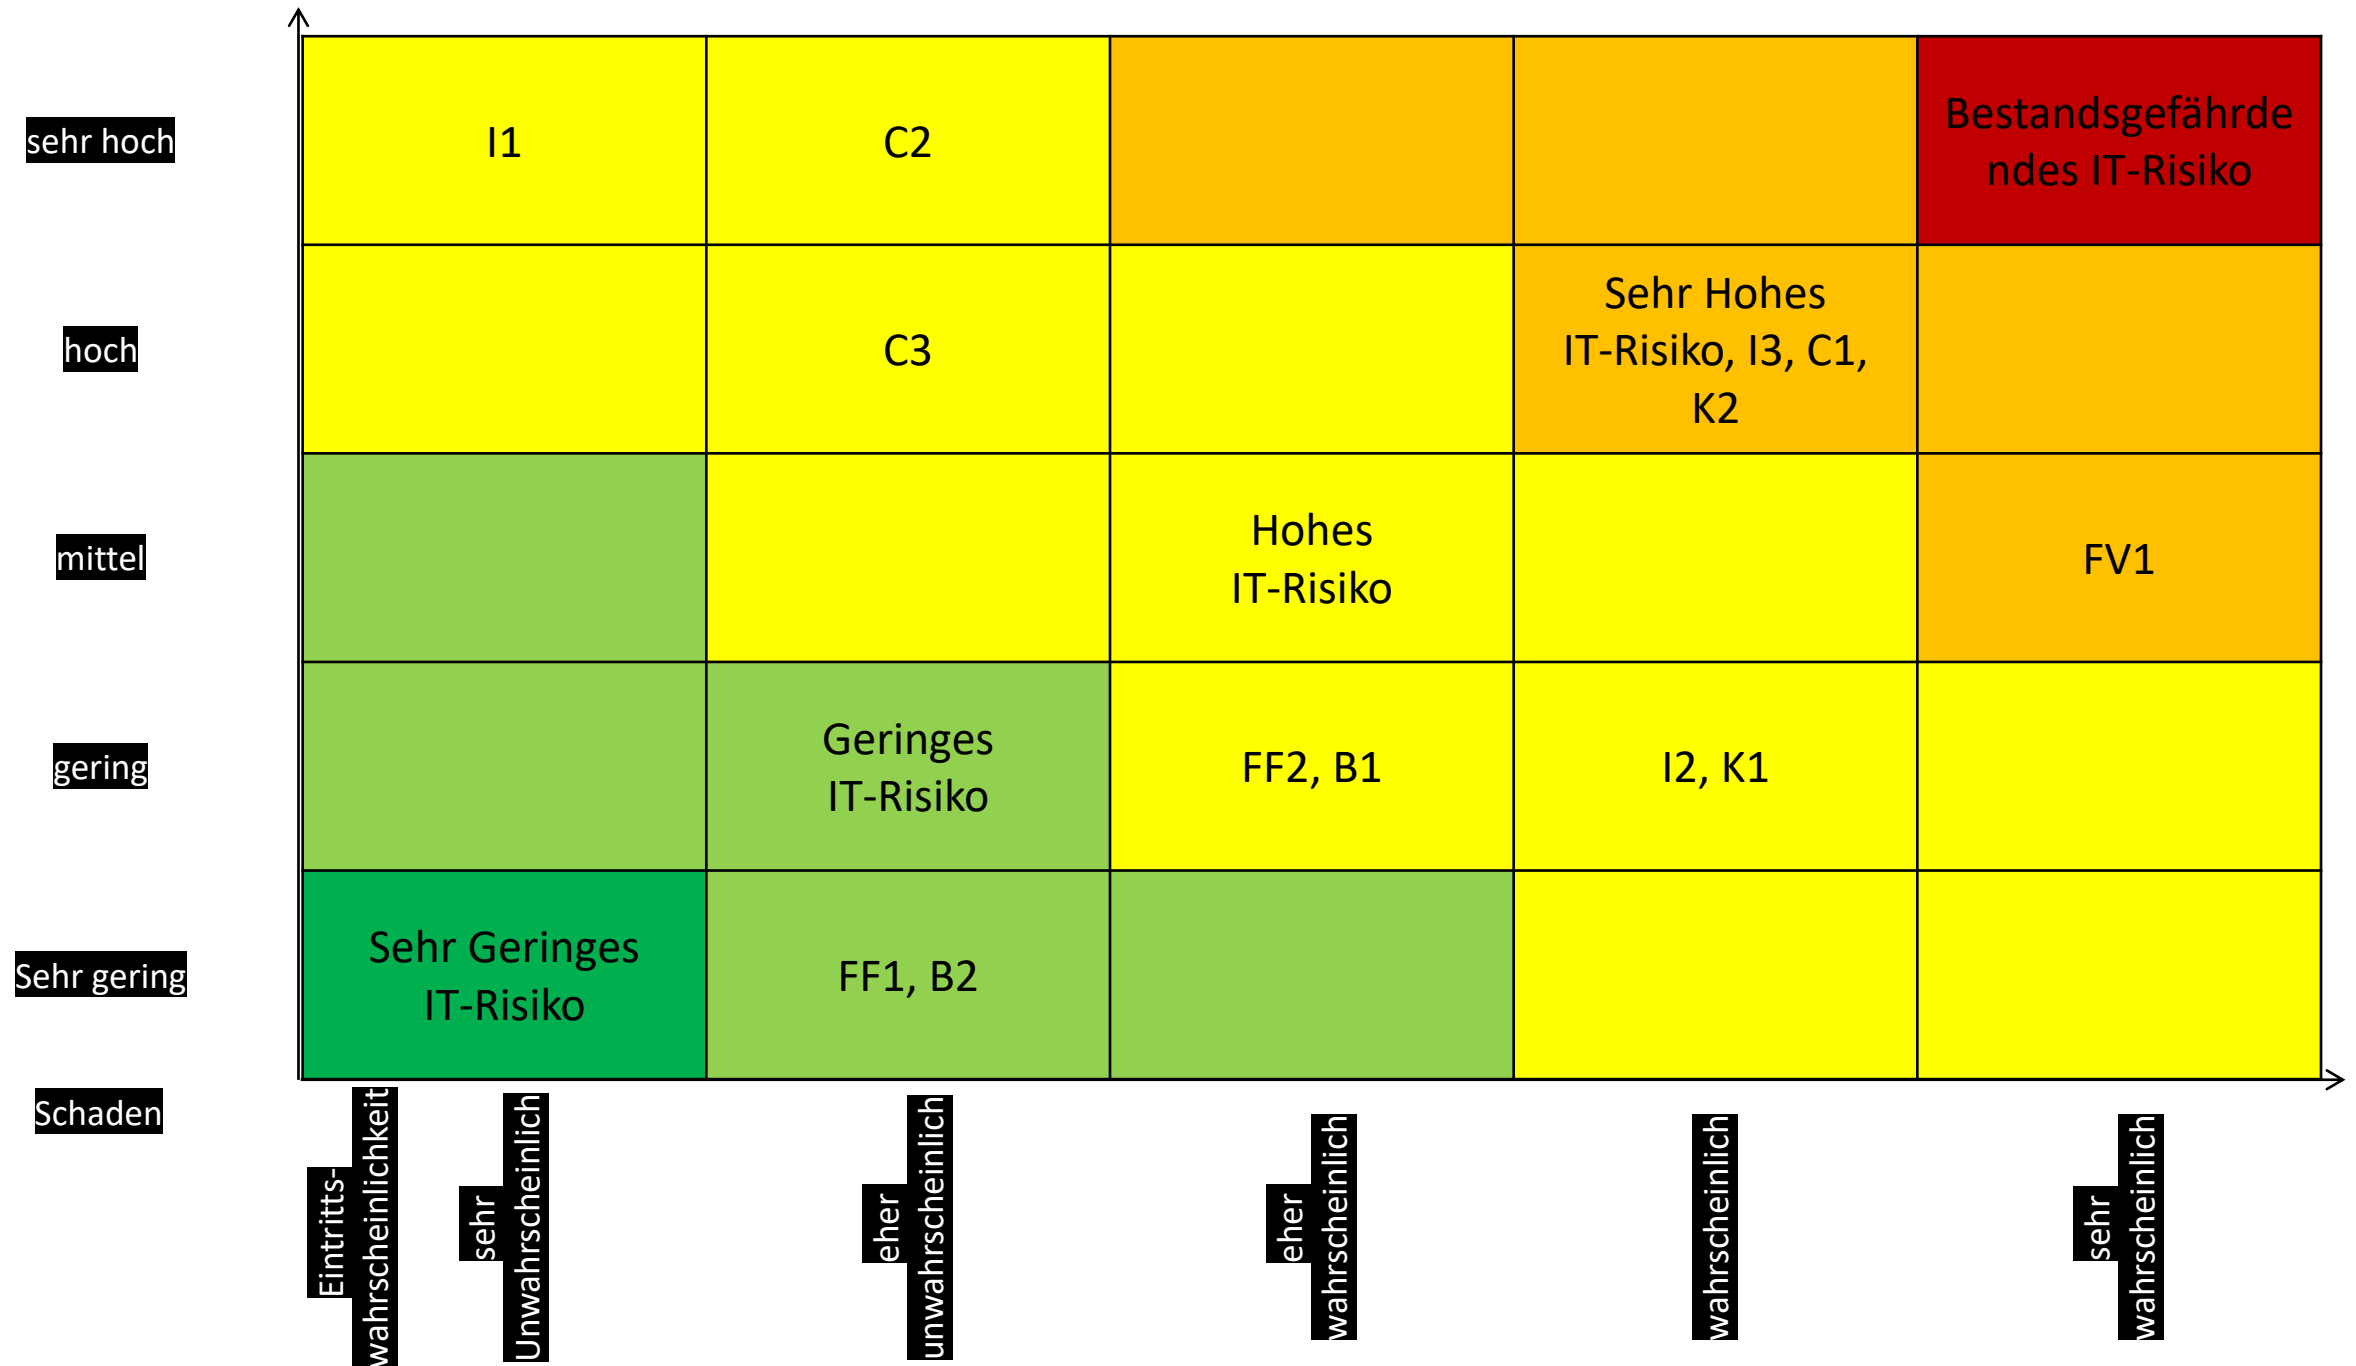 sehr hoch
I1
C2
Bestandsgefährde
ndes IT-Risiko
hoch
C3
Sehr Hohes
IT-Risiko, I3, C1,
K2
mittel
Hohes
IT-Risiko
FV1
gering
Geringes
IT-Risiko
FF2, B1
I2, K1
Sehr gering
Sehr Geringes
IT-Risiko
FF1, B2
Schaden
Eintritts-
wahrscheinlichkeit
sehr
Unwahrscheinlich
eher
unwahrscheinlich
eher
wahrscheinlich
wahrscheinlich
sehr
wahrscheinlich